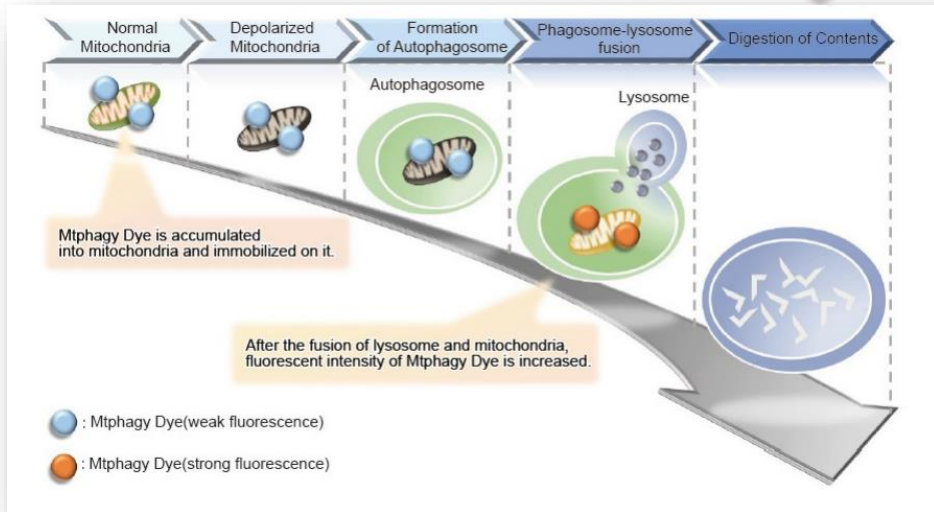 Normal
Mitochondria
Depolarized
Mitochondria
Formation
of Autophagosome
Phagosome-lysosome
fusion
Digestion of Contents
Autophagosome
Lysosome
Mtphagy Dye is accumulated
into mitochondria and immobilized on it.
After the fusion of lysosome and mitochondria,
fluorescent intensity of Mtphagy Dye is increased.
: Mtphagy Dye(weak fluorescence)
: Mtphagy Dye(strong fluorescence)